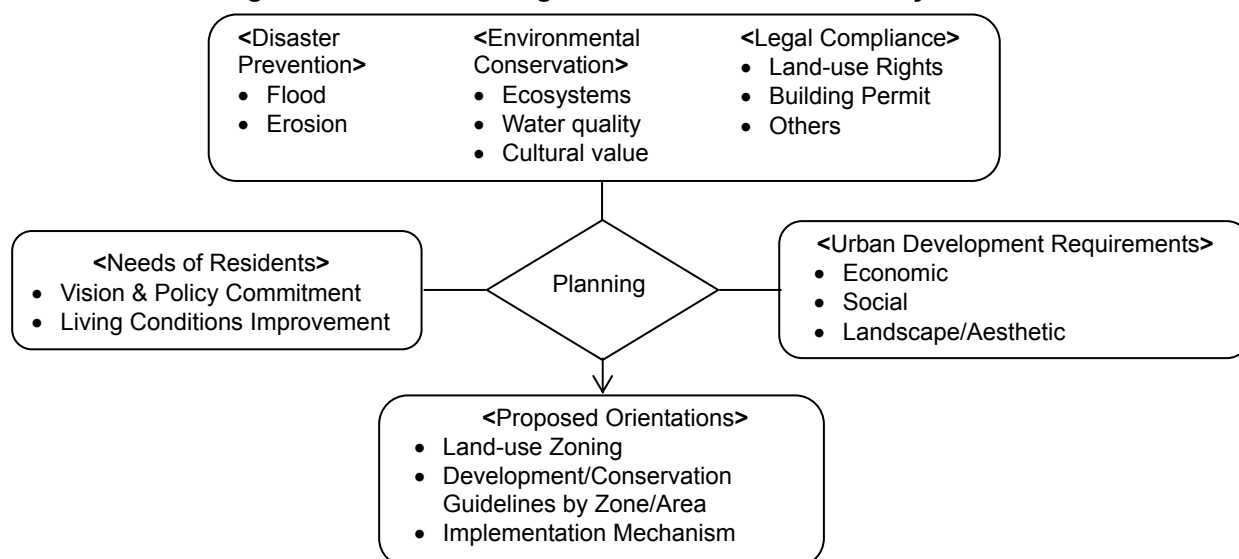 <Disaster
Prevention>
• Flood
• Erosion
<Environmental
Conservation>
• Ecosystems
• Water quality
• Cultural value
<Legal Compliance>
• Land-use Rights
• Building Permit
• Others
<Needs of Residents>
• Vision & Policy Commitment
• Living Conditions Improvement
Planning
<Urban Development Requirements>
• Economic
• Social
• Landscape/Aesthetic
<Proposed Orientations>
• Land-use Zoning
• Development/Conservation
Guidelines by Zone/Area
• Implementation Mechanism